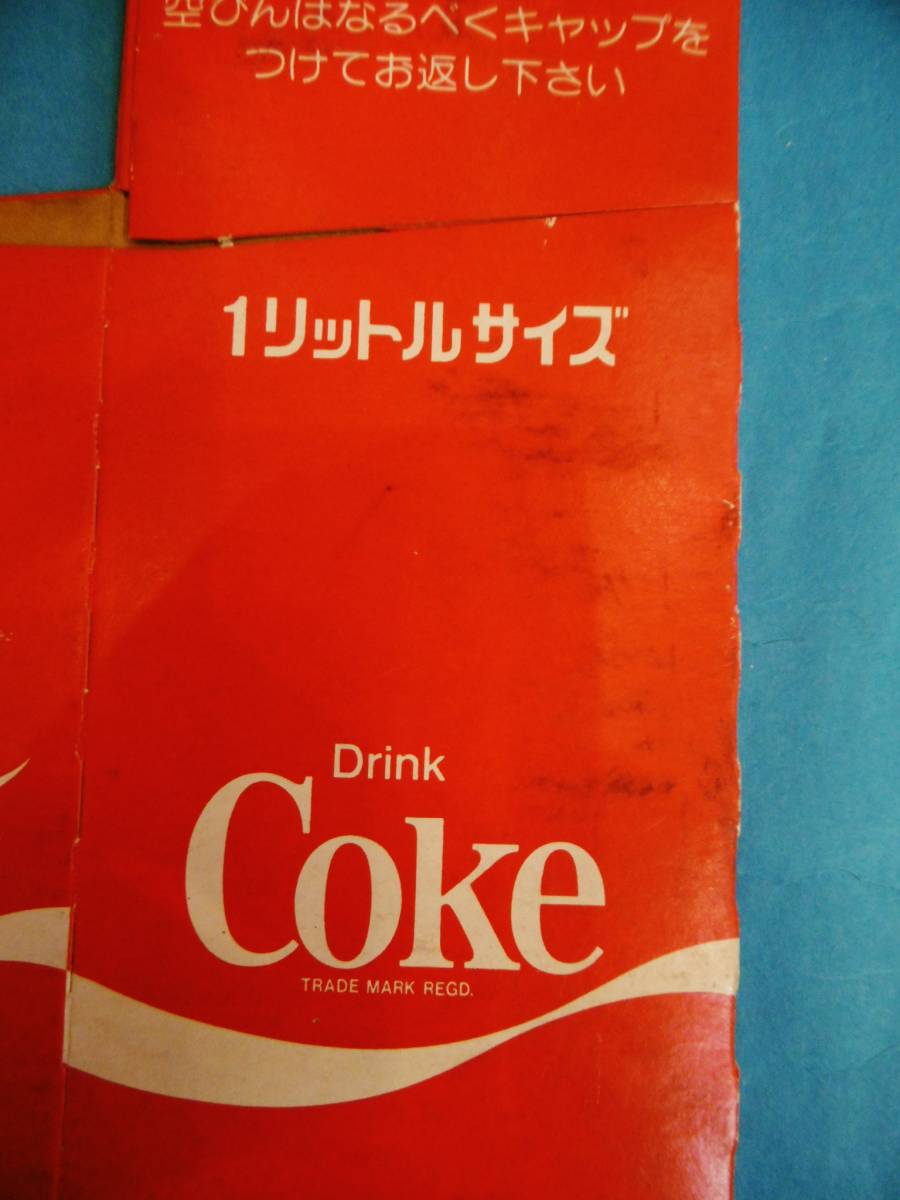 空びんはなるべくキャップを
つけてお返し下さい
1リットルサイズ
Drink
Coke
TRADE MARK REGD.